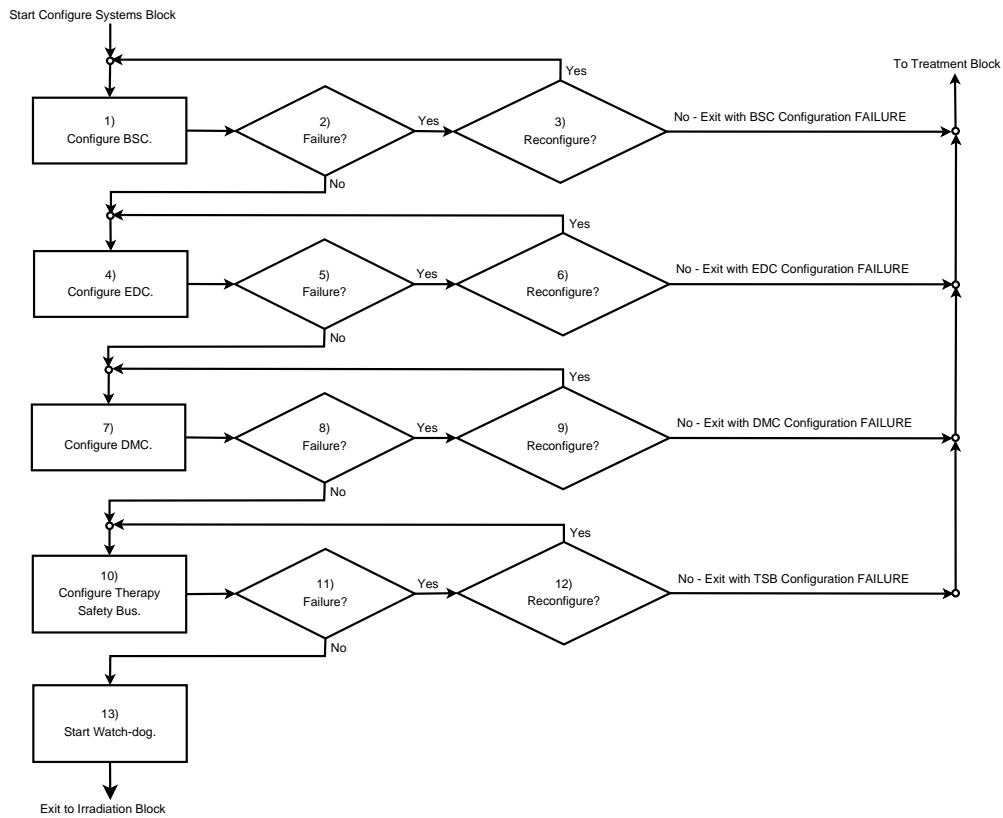 Start Configure Systems Block
To Treatment Block
Yes
1)
Configure BSC.
2)
Failure?
Yes
3)
Reconfigure?
No - Exit with BSC Configuration FAILURE
No
Yes
4)
Configure EDC.
5)
Failure?
Yes
6)
Reconfigure?
No - Exit with EDC Configuration FAILURE
No
Yes
7)
Configure DMC.
8)
Failure?
Yes
9)
Reconfigure?
No - Exit with DMC Configuration FAILURE
No
Yes
10)
Configure Therapy
Safety Bus.
11)
Failure?
Yes
12)
Reconfigure?
No - Exit with TSB Configuration FAILURE
No
13)
Start Watch-dog.
Exit to Irradiation Block